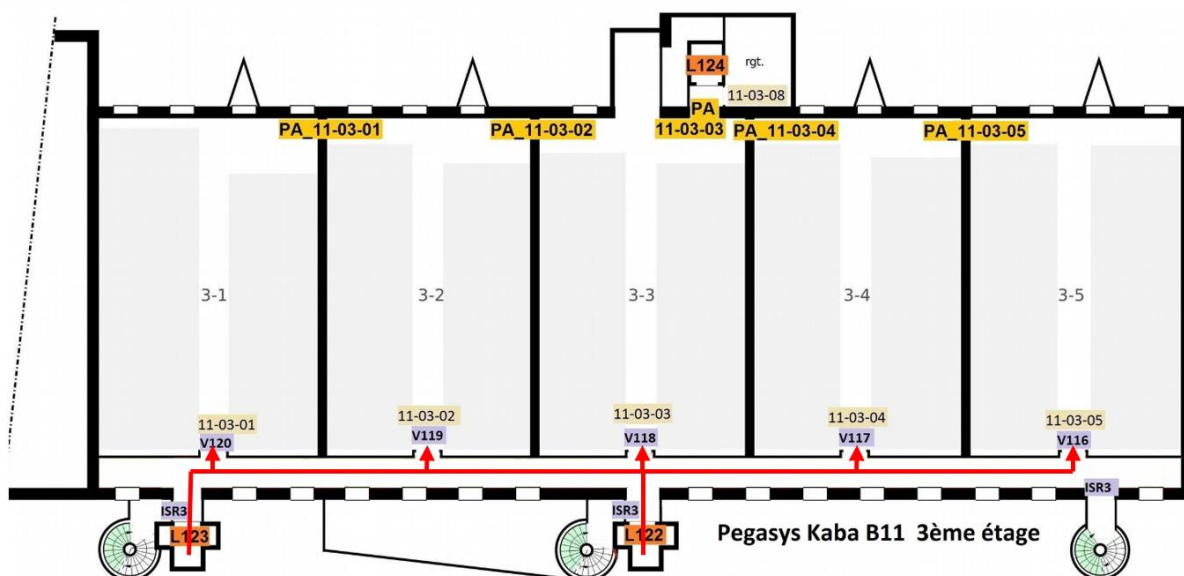 L124
rgt.
11-03-08
PA_11-03-01
PA_11-03-02
PA
11-03-03
PA_11-03-04
PA_11-03-05
3-1
3-2
3-3
3-4
3-5
11-03-01
11-03-02
11-03-03
11-03-04
11-03-05
V120
V119
V118
V117
V116
ISR3
ISR3
ISR3
L123
L122
Pegasys Kaba B11 3ème étage